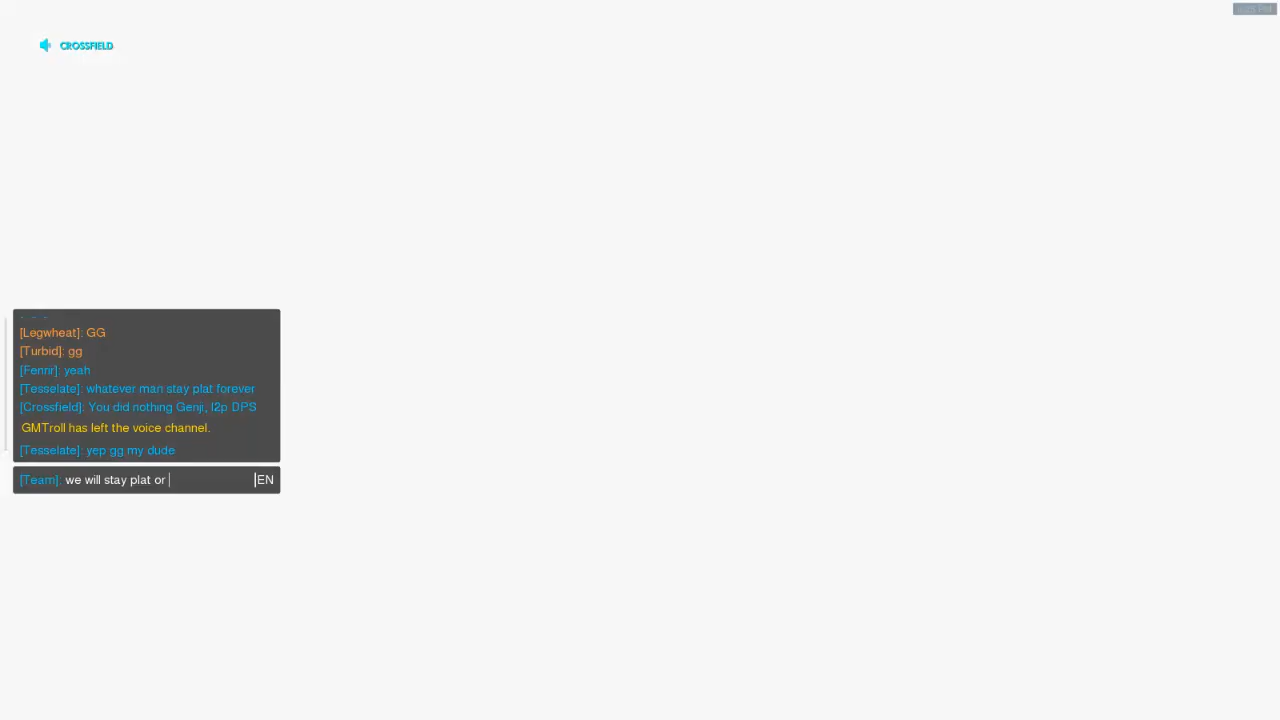 CROSSFIELD
[Legwheat]: GG
[Turbid]: gg
[Fenrir]: yeah
[Tesselate]: whatever man stay plat forever
[Crossfield]: You did nothing Genji, l2p DPS
GMTroll has left the voice channel.
[Tesselate]: yep gg my dude
[Team]: we will stay plat or |EN